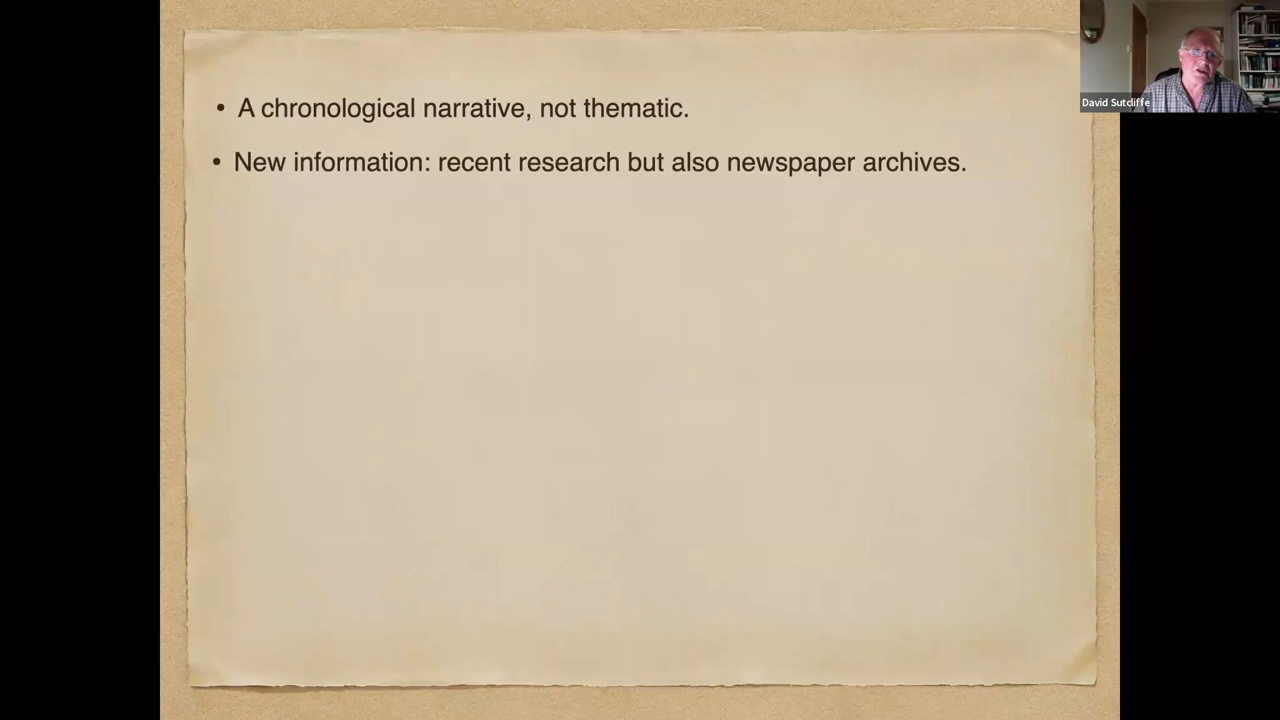 • A chronological narrative, not thematic.
• New information: recent research but also newspaper archives.
David Sutcliffe